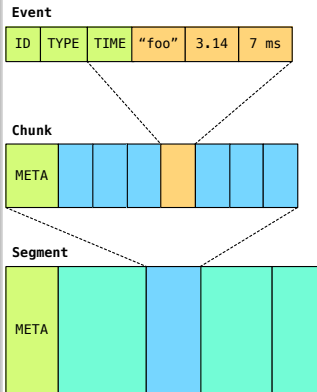 Event
ID TYPE TIME “foo” 3.14 7 ms
Chunk
META
Segment
META